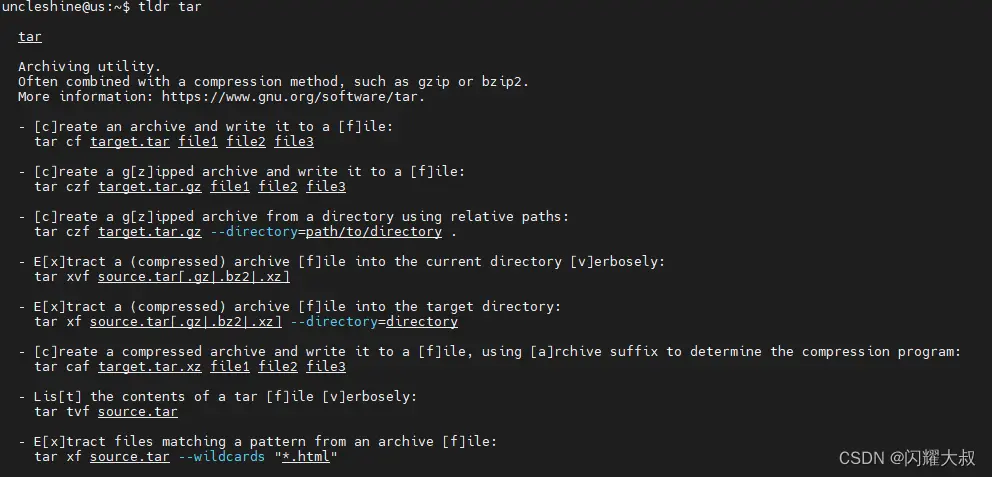 uncleshine@us:~$ tldr tar
tar
Archiving utility.
Often combined with a compression method, such as gzip or bzip2.
More information: https://www.gnu.org/software/tar.
- [c]reate an archive and write it to a [f]ile:
tar cf target.tar file1 file2 file3
- [c]reate a g[z]ipped archive and write it to a [f]ile:
tar czf target.tar.gz file1 file2 file3
- [c]reate a g[z]ipped archive from a directory using relative paths:
tar czf target.tar.gz --directory=path/to/directory .
- E[x]tract a (compressed) archive [f]ile into the current directory [v]erbosely:
tar xvf source.tar[.gz|.bz2|.xz]
- E[x]tract a (compressed) archive [f]ile into the target directory:
tar xf source.tar[.gz|.bz2|.xz] --directory=directory
- [c]reate a compressed archive and write it to a [f]ile, using [a]rchive suffix to determine the compression program:
tar caf target.tar.xz file1 file2 file3
- Lis[t] the contents of a tar [f]ile [v]erbosely:
tar tvf source.tar
- E[x]tract files matching a pattern from an archive [f]ile:
tar xf source.tar --wildcards "*.html"
CSDN @闪耀大叔